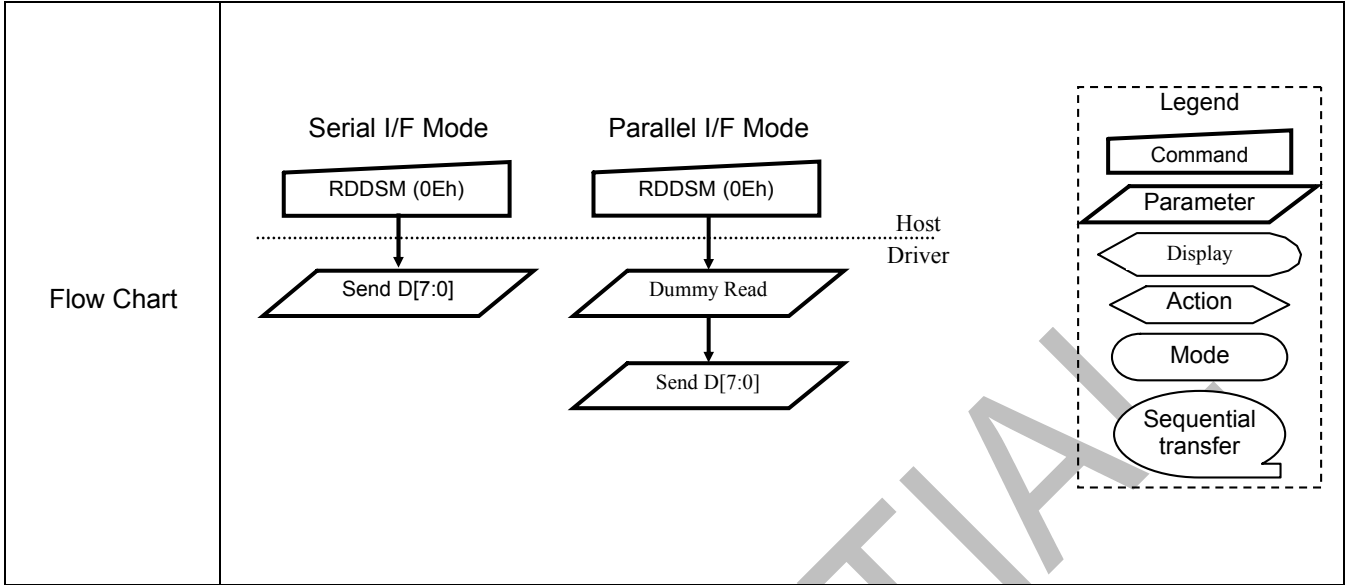 Flow Chart
Serial I/F Mode
RDDSM (0Eh)
Send D[7:0]
Parallel I/F Mode
RDDSM (0Eh)
Dummy Read
Send D[7:0]
Host
Driver
Legend
Command
Parameter
Display
Action
Mode
Sequential
transfer
TIAL